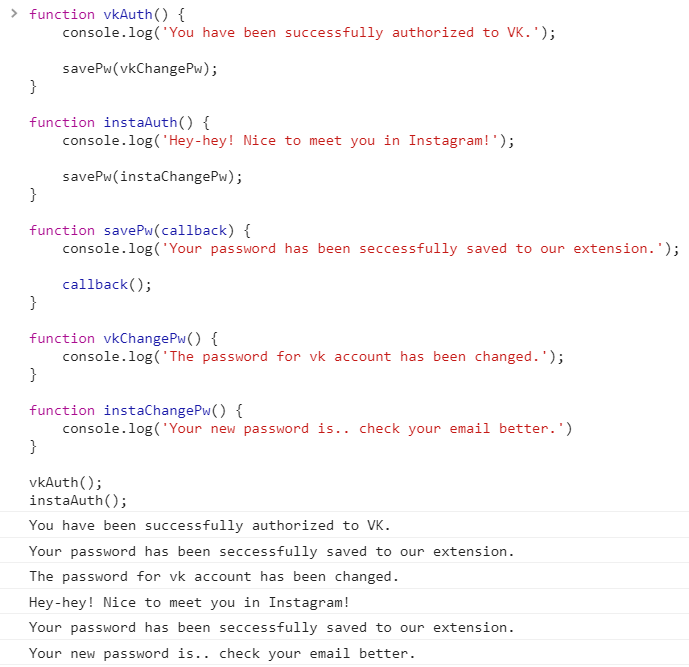 > function vkAuth() {
    console.log('You have been successfully authorized to VK.');

    savePw(vkChangePw);
}

function instaAuth() {
    console.log('Hey-hey! Nice to meet you in Instagram!');

    savePw(instaChangePw);
}

function savePw(callback) {
    console.log('Your password has been seccessfully saved to our extension.');

    callback();
}

function vkChangePw() {
    console.log('The password for vk account has been changed.');
}

function instaChangePw() {
    console.log('Your new password is.. check your email better.')
}

vkAuth();
instaAuth();
You have been successfully authorized to VK.
Your password has been seccessfully saved to our extension.
The password for vk account has been changed.
Hey-hey! Nice to meet you in Instagram!
Your password has been seccessfully saved to our extension.
Your new password is.. check your email better.